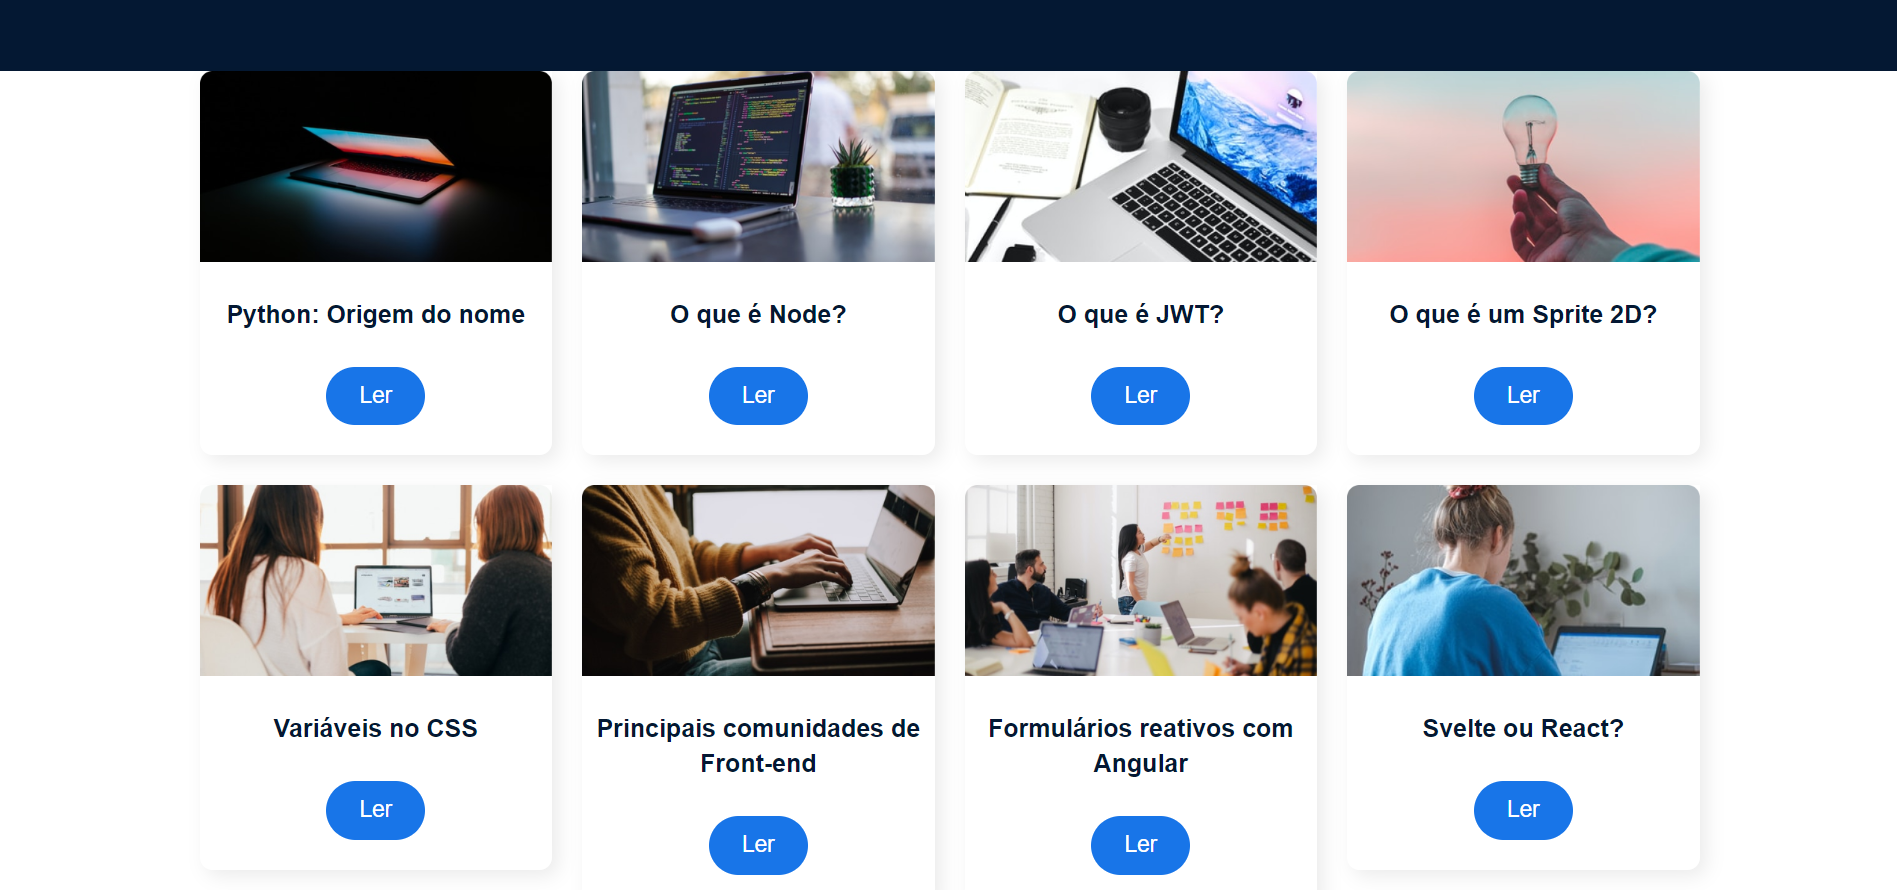 Python: Origem do nome
O que é Node?
O que é JWT?
O que é um Sprite 2D?
Ler
Ler
Ler
Ler
Variáveis no CSS
Principais comunidades de
Front-end
Formulários reativos com
Angular
Svelte ou React?
Ler
Ler
Ler
Ler